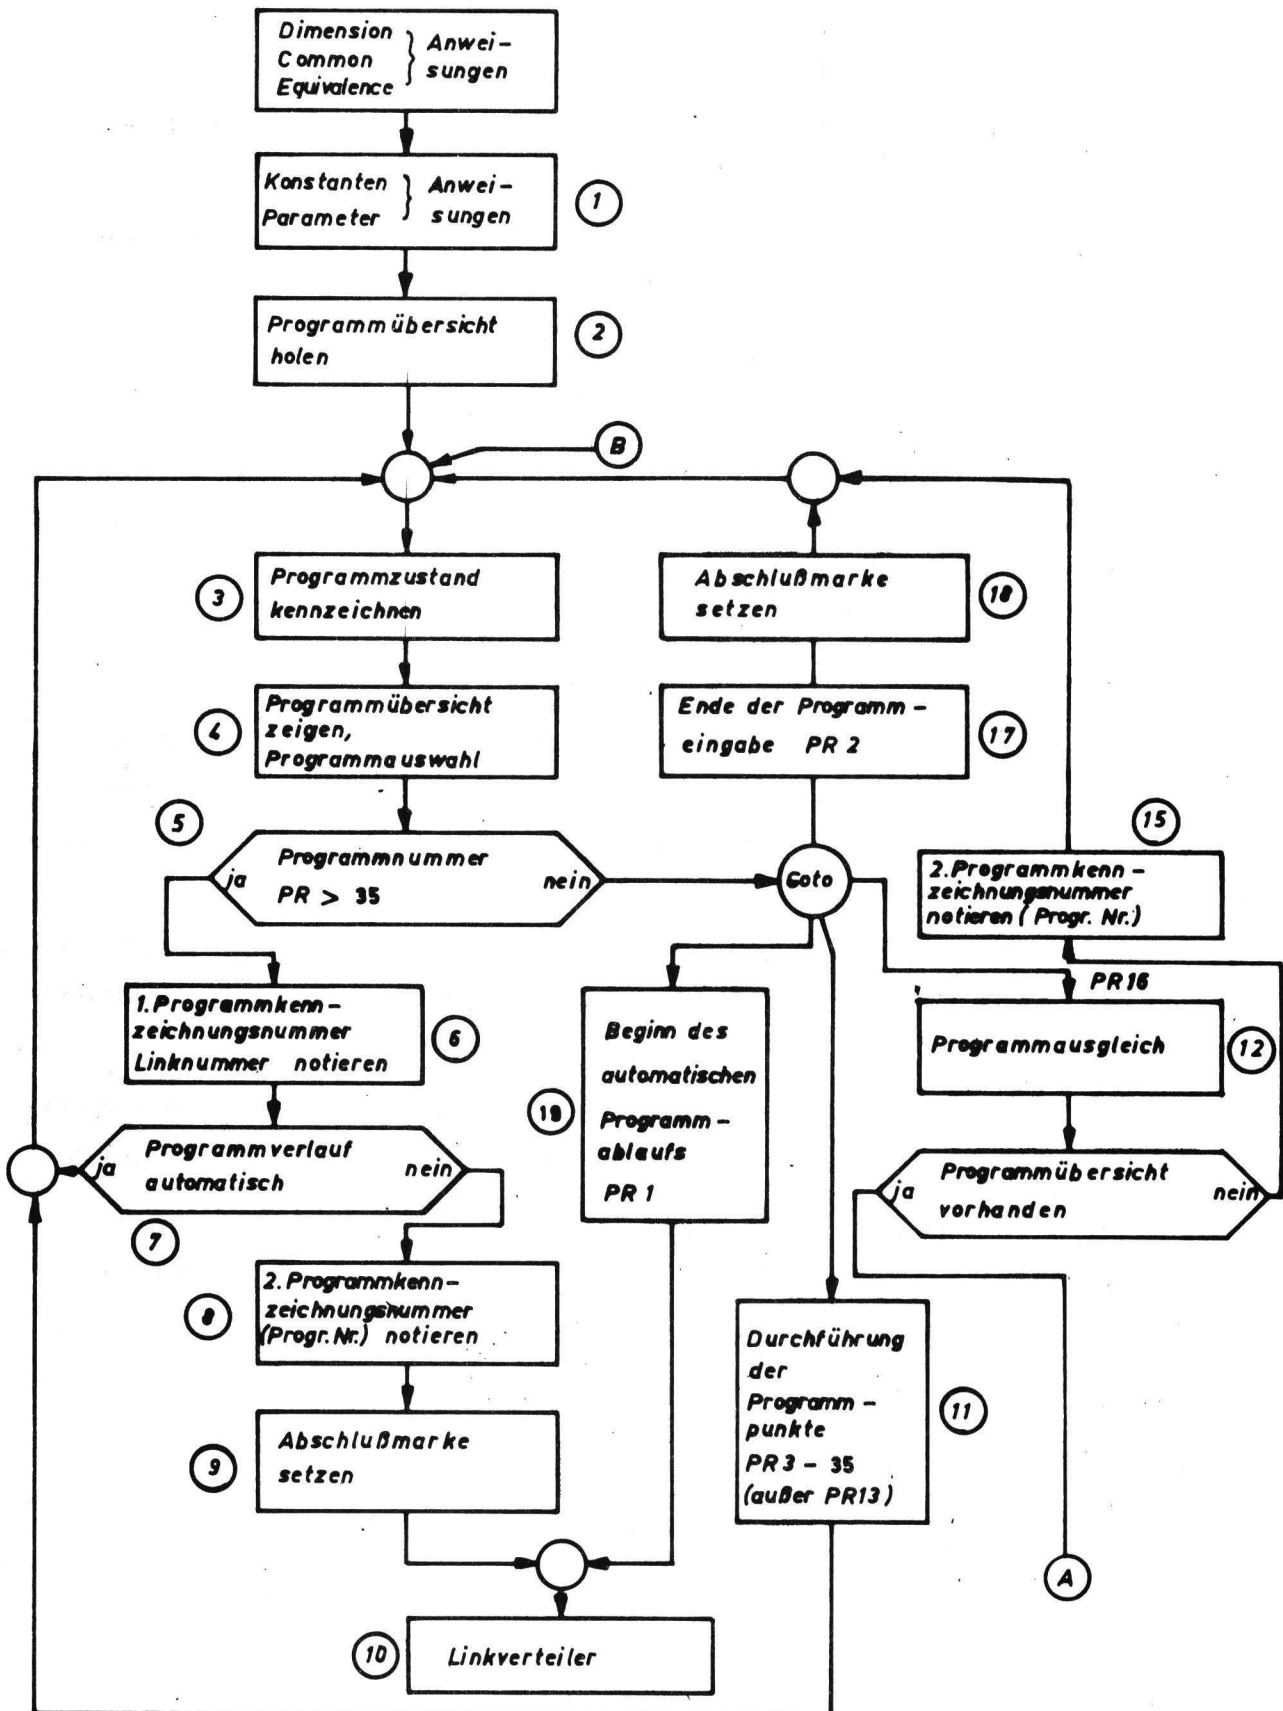 Dimension
Common
Equivalence
Anwei-
sungen
Konstanten
Parameter
Anwei-
sungen
1
Programmübersicht
holen
2
B
3
Programmzustand
kennzeichnen
Abschlußmarke
setzen
18
4
Programmübersicht
zeigen,
Programmauswahl
Ende der Programm-
eingabe PR 2
17
5
Programmnummer
PR > 35
ja
nein
Goto
15
2.Programmkenn-
zeichnungsnummer
notieren (Progr. Nr.)
1.Programmkenn-
zeichnungsnummer
Linknummer notieren
6
PR16
Programmausgleich
12
Beginn des
automatischen
Programm-
ablaufs
PR 1
19
Programmverlauf
automatisch
ja
nein
7
Programmübersicht
vorhanden
ja
nein
2.Programmkenn-
zeichnungsnummer
(Progr.Nr.) notieren
8
Durchführung
der
Programm-
punkte
PR3 - 35
(außer PR13)
11
Abschlußmarke
setzen
9
A
10
Linkverteiler